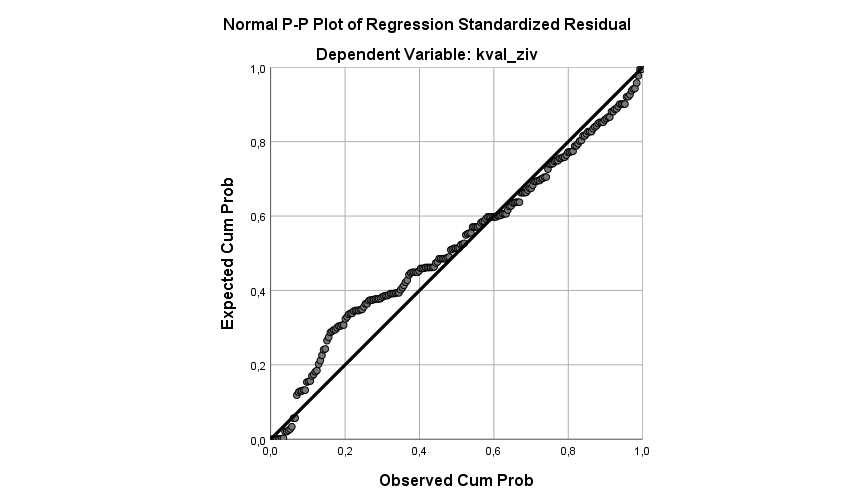 Normal P-P Plot of Regression Standardized Residual
Dependent Variable: kval_ziv
1,0
0,8
0,6
0,4
0,2
0,0
Expected Cum Prob
0,0 0,2 0,4 0,6 0,8 1,0
Observed Cum Prob